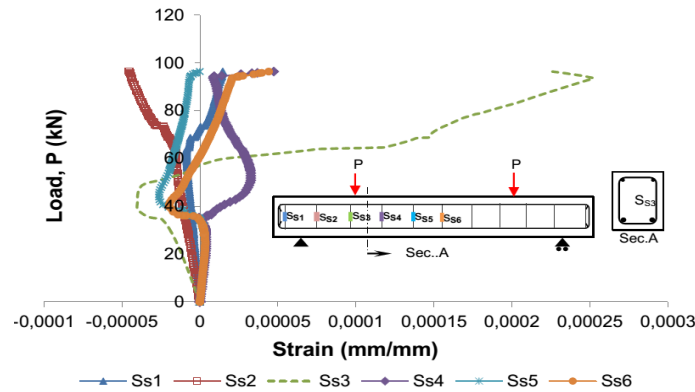 120
100
80
60
40
20
0
Load, P (kN)
-0,0001 -0,00005 0 0,00005 0,0001 0,00015 0,0002 0,00025 0,0003
Strain (mm/mm)
P P
SS1 SS2 SS3 SS4 SS5 SS6
SS3
Sec..A
Sec.A
Ss1 Ss2 Ss3 Ss4 Ss5 Ss6